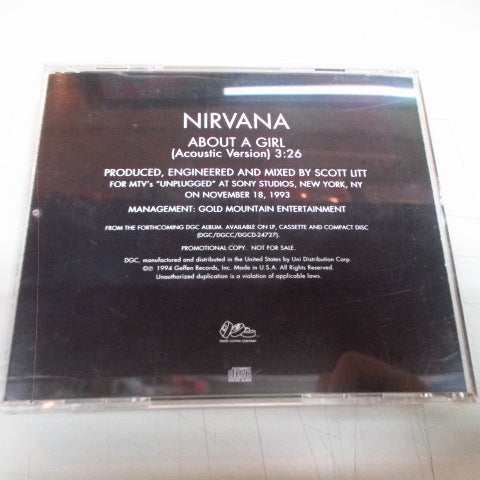 NIRVANA
ABOUT A GIRL
(Acoustic Version) 3:26
PRODUCED, ENGINEERED AND MIXED BY SCOTT LITT
FOR MTV's "UNPLUGGED" AT SONY STUDIOS, NEW YORK, NY
ON NOVEMBER 18, 1993
MANAGEMENT: GOLD MOUNTAIN ENTERTAINMENT
FROM THE FORTHCOMING DGC ALBUM. AVAILABLE ON LP, CASSETTE AND COMPACT DISC
(DGC/DGCC/DGCD-24727).
PROMOTIONAL COPY. NOT FOR SALE.
DGC, manufactured and distributed in the United States by Uni Distribution Corp.
©℗ 1994 Geffen Records, Inc. Made in U.S.A. All Rights Reserved.
Unauthorized duplication is a violation of applicable laws.